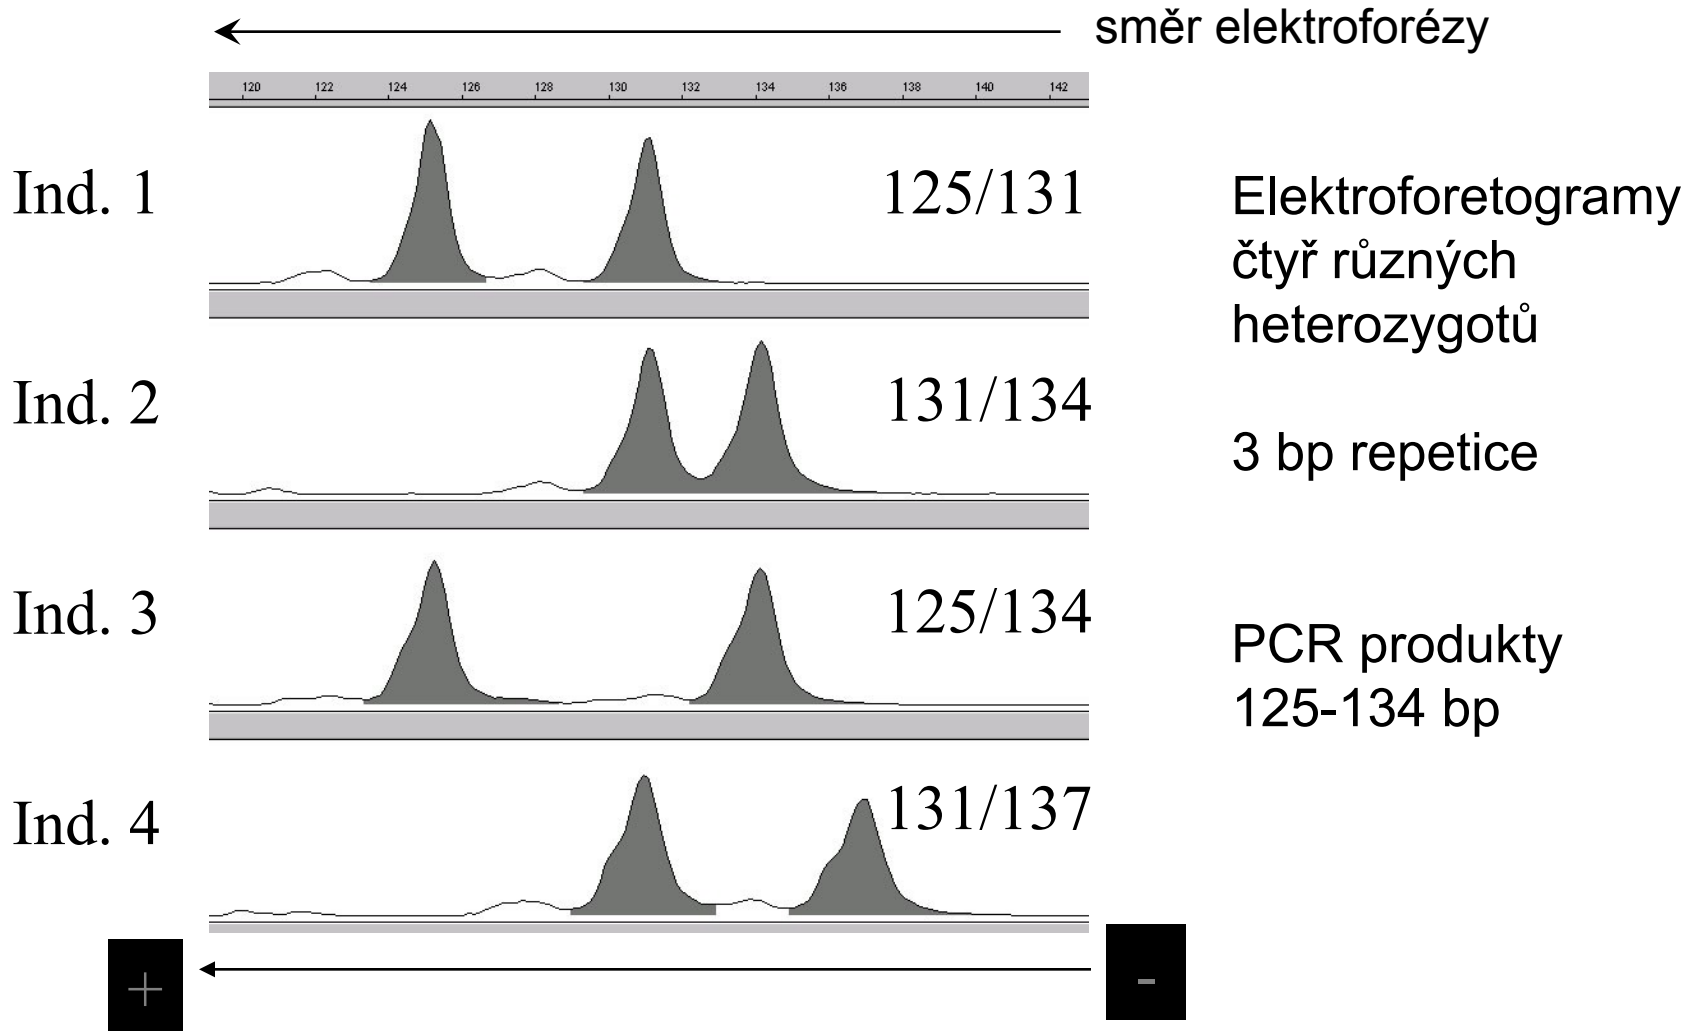 směr elektroforézy
120 122 124 126 128 130 132 134 136 138 140 142
Ind. 1
125/131
Elektroforetogramy
čtyř různých
heterozygotů
Ind. 2
131/134
3 bp repetice
Ind. 3
125/134
PCR produkty
125-134 bp
Ind. 4
131/137
+
-